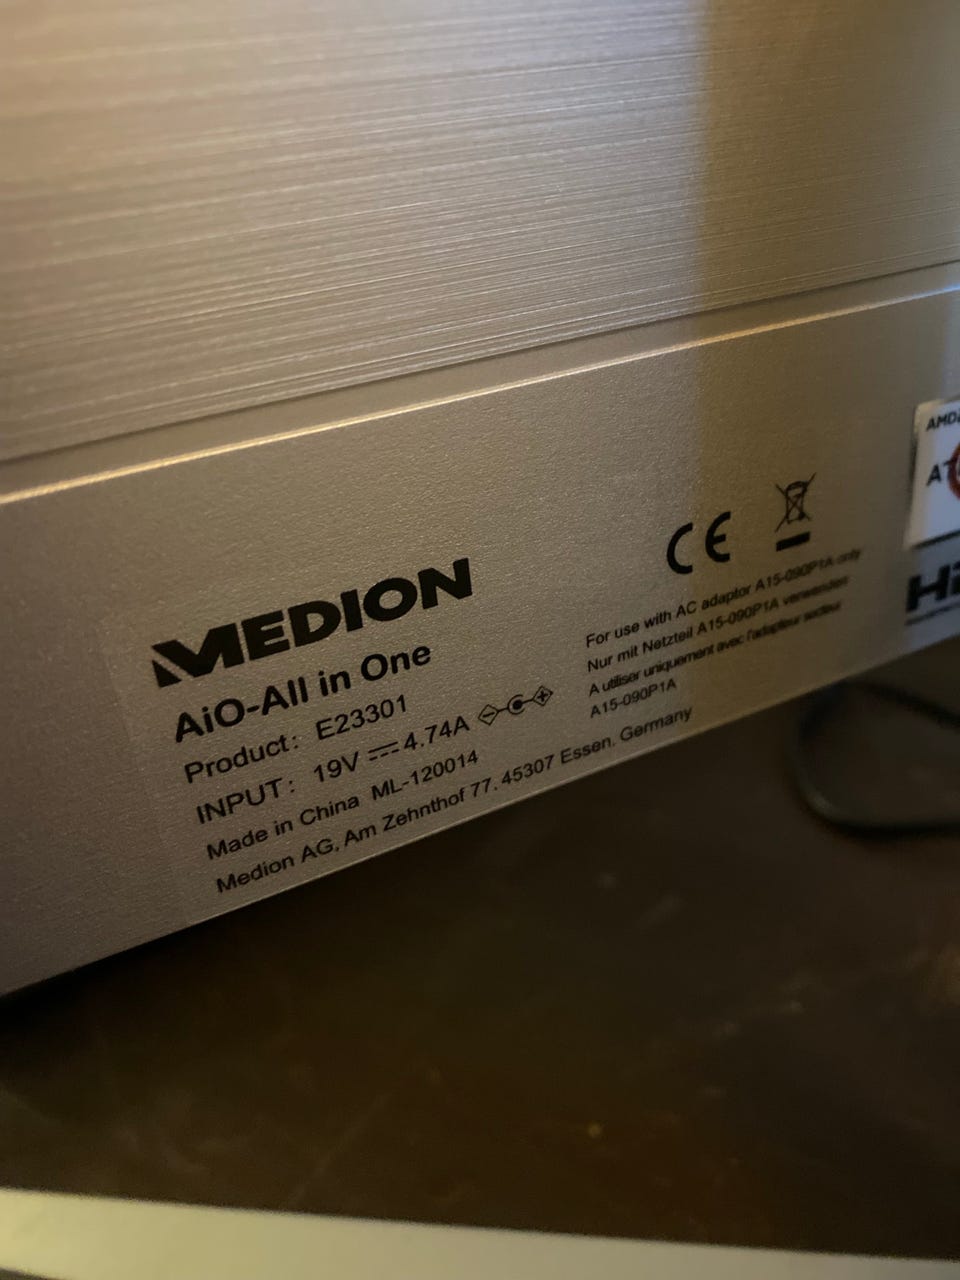 MEDION
AiO-All in One
Product: E23301
INPUT: 19V 4.74A
Made in China ML-120014
Medion AG, Am Zehnthof 77, 45307 Essen, Germany
CE
For use with AC adaptor A15-090P1A only
Nur mit Netzteil A15-090P1A verwenden
A utiliser uniquement avec l'adapteur secteur
A15-090P1A
AMD